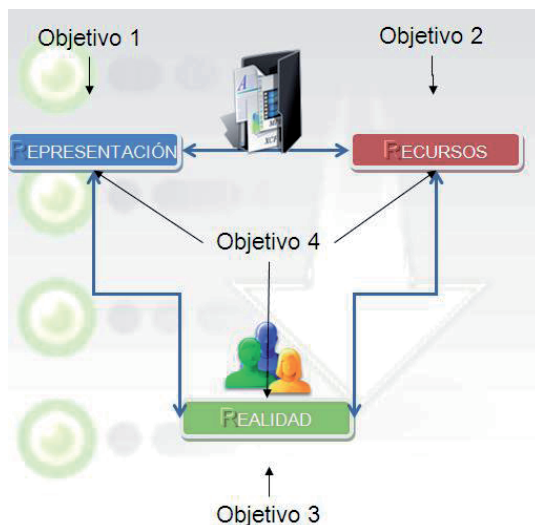 Objetivo 1
Objetivo 2
REPRESENTACIÓN
RECURSOS
Objetivo 4
REALIDAD
Objetivo 3